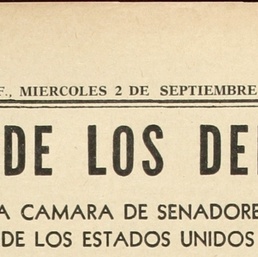 F., MIERCOLES 2 DE SEPTIEMBRE
DE LOS DE
A CAMARA DE SENADORE
DE LOS ESTADOS UNIDOS